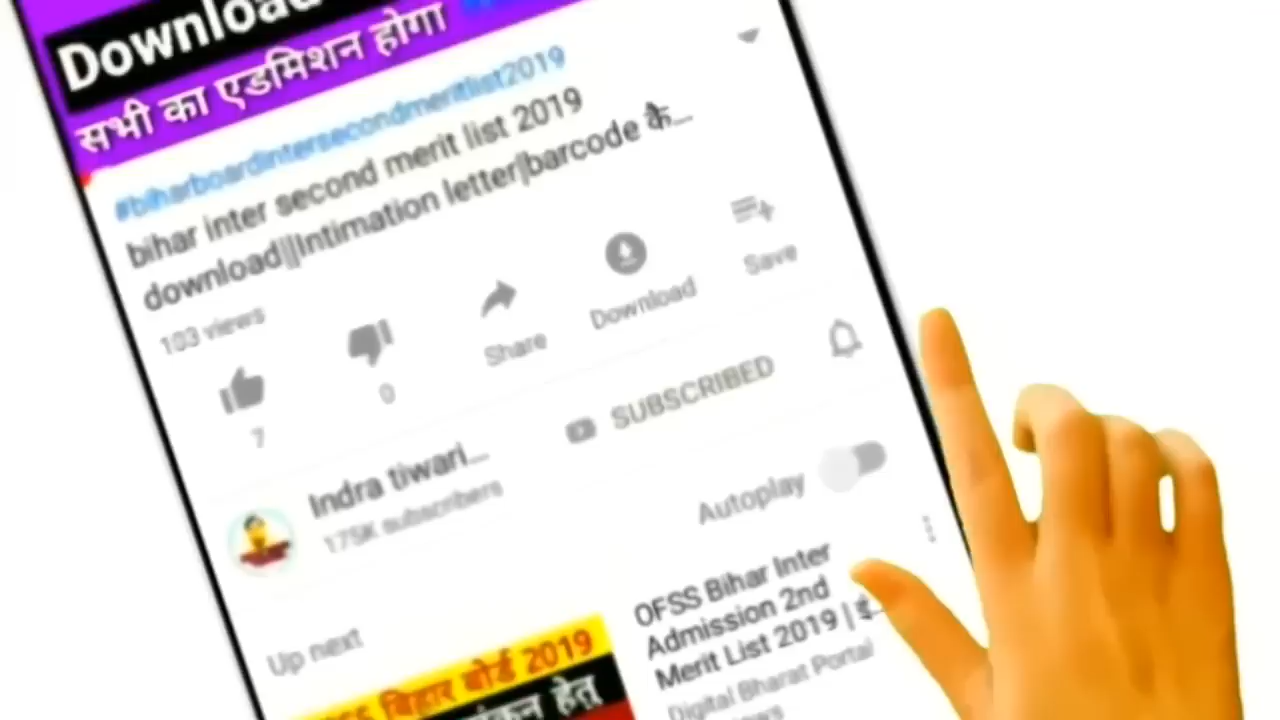 Download
सभी का एडमिशन होगा
#biharboardintersecondmeritlist2019
bihar inter second merit list 2019
download||Intimation letter|barcode कै...
103 views
7
0
Share
Download
Save
Indra tiwari...
175K subscribers
SUBSCRIBED
Autoplay
Up next
OFSS Bihar Inter
Admission 2nd
Merit List 2019 |
Digital Bharat Portal
बिहार बोर्ड 2019
हेतु